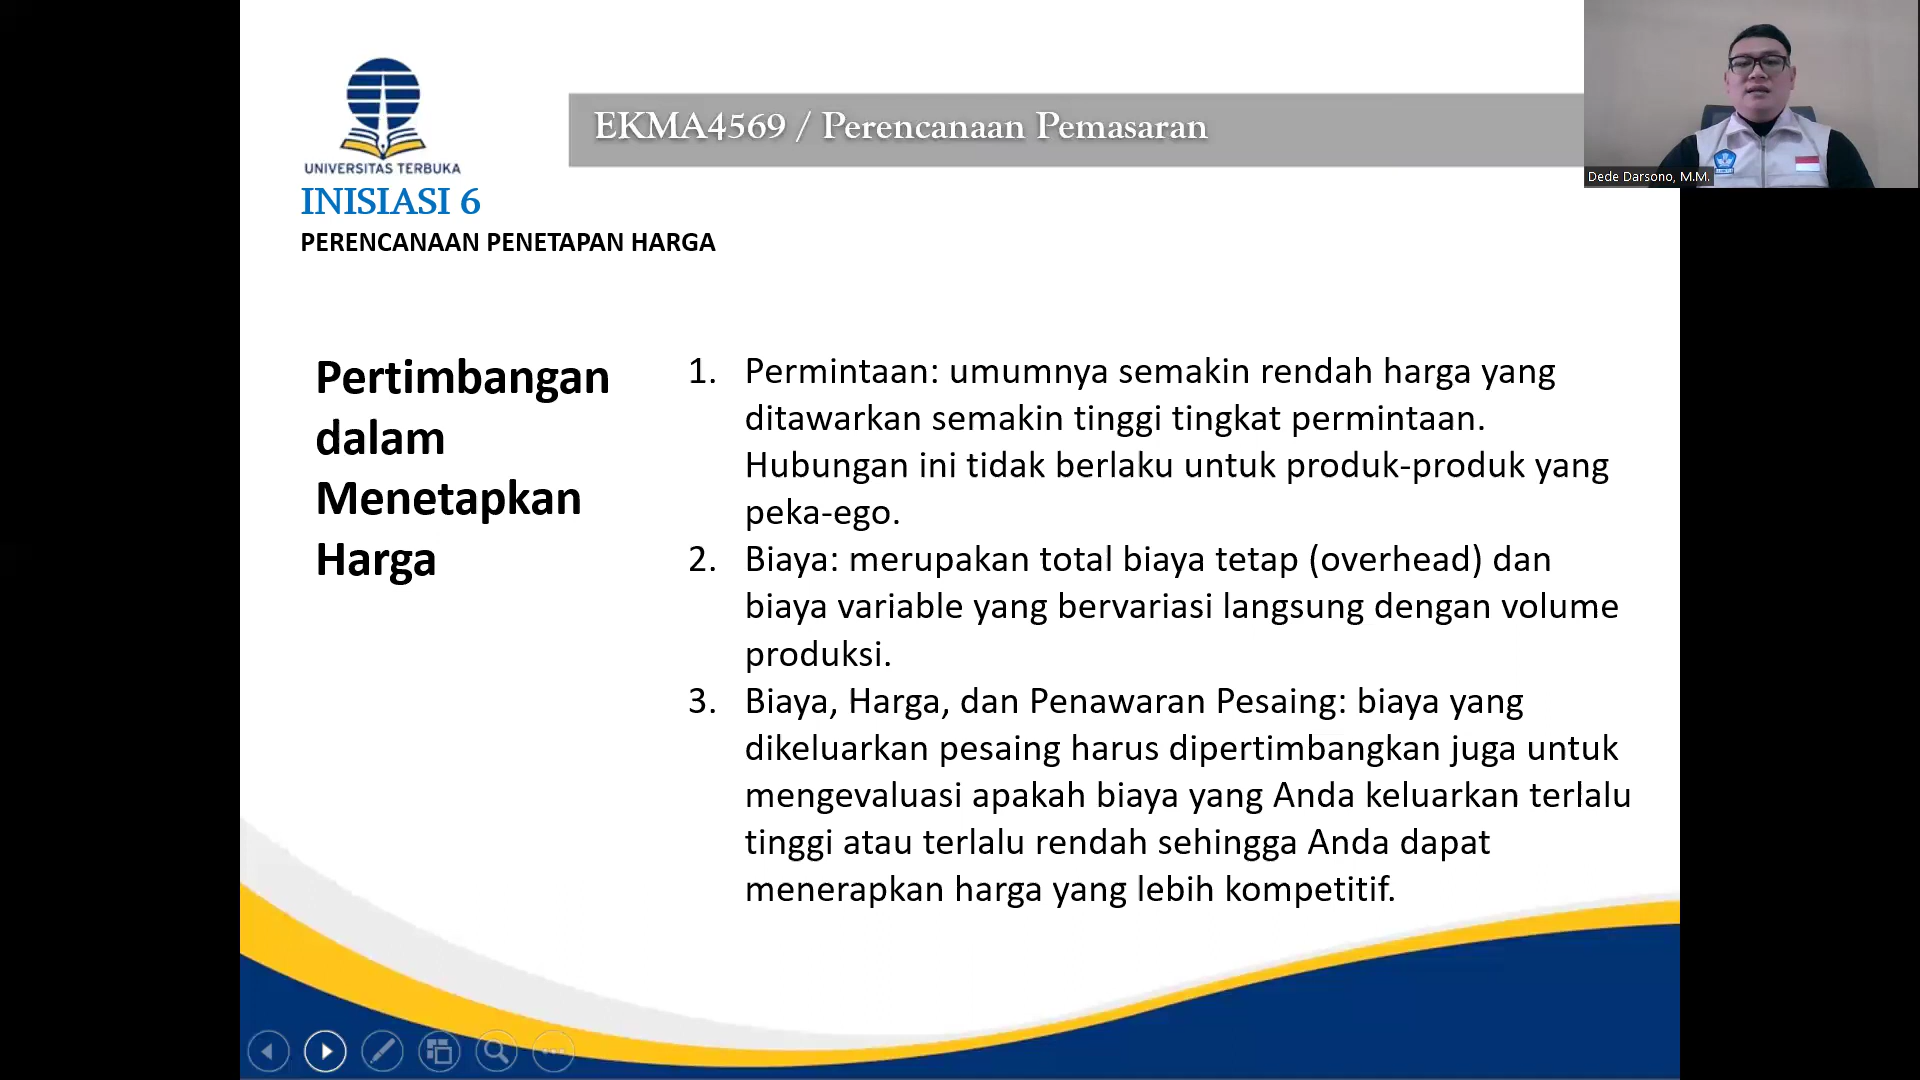 UNIVERSITAS TERBUKA
EKMA4569 / Perencanaan Pemasaran
Dede Darsono, M.M.
INISIASI 6
PERENCANAAN PENETAPAN HARGA
Pertimbangan
dalam
Menetapkan
Harga
1. Permintaan: umumnya semakin rendah harga yang
ditawarkan semakin tinggi tingkat permintaan.
Hubungan ini tidak berlaku untuk produk-produk yang
peka-ego.
2. Biaya: merupakan total biaya tetap (overhead) dan
biaya variable yang bervariasi langsung dengan volume
produksi.
3. Biaya, Harga, dan Penawaran Pesaing: biaya yang
dikeluarkan pesaing harus dipertimbangkan juga untuk
mengevaluasi apakah biaya yang Anda keluarkan terlalu
tinggi atau terlalu rendah sehingga Anda dapat
menerapkan harga yang lebih kompetitif.